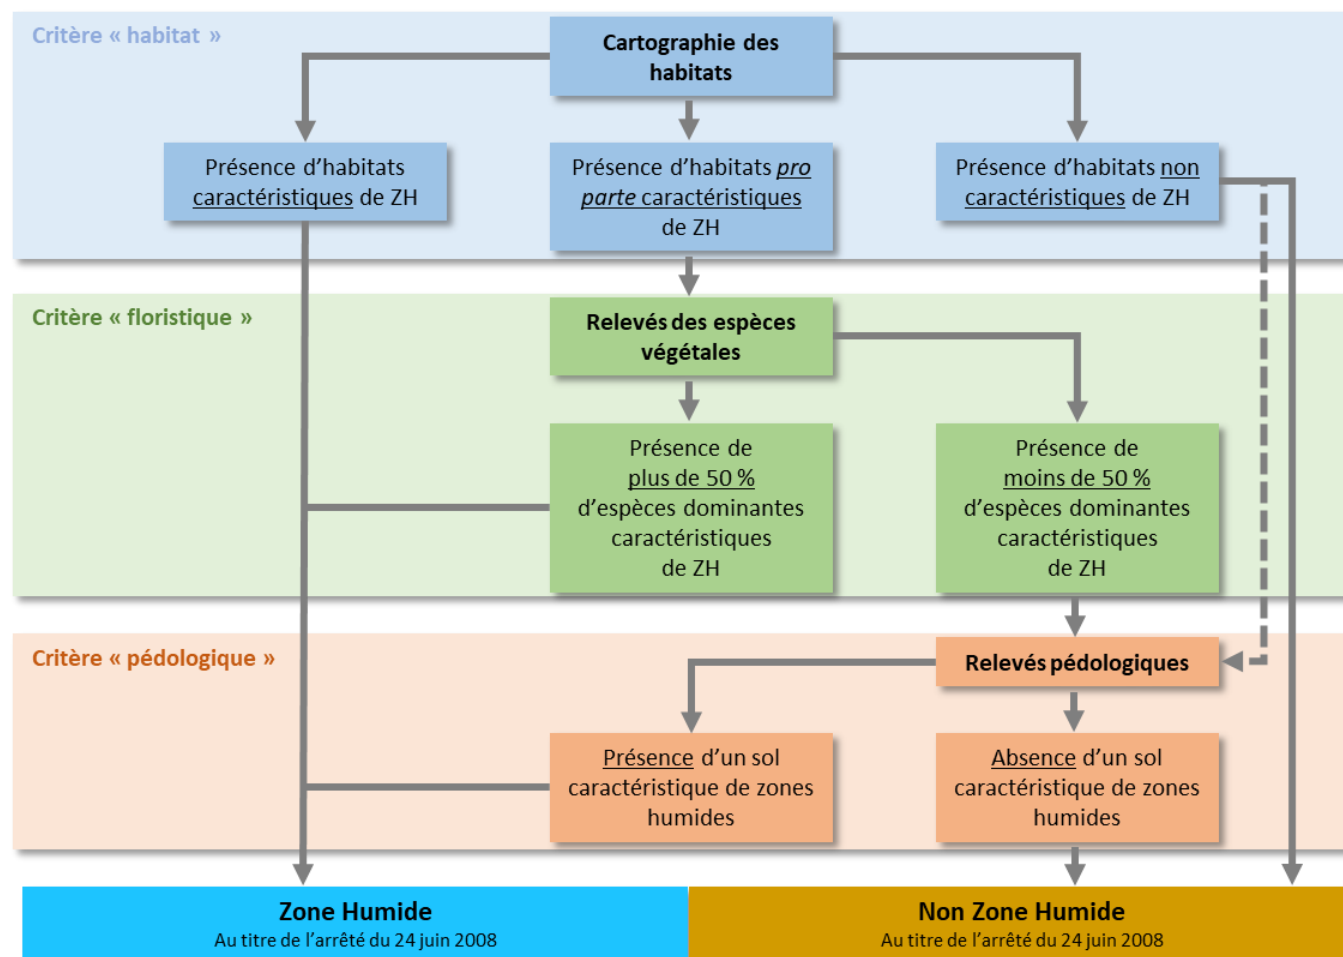 Critère « habitat »
Cartographie des
habitats
Présence d’habitats
caractéristiques de ZH
Présence d’habitats pro
parte caractéristiques
de ZH
Présence d’habitats non
caractéristiques de ZH
Critère « floristique »
Relevés des espèces
végétales
Présence de
plus de 50 %
d’espèces dominantes
caractéristiques
de ZH
Présence de
moins de 50 %
d’espèces dominantes
caractéristiques
de ZH
Critère « pédologique »
Relevés pédologiques
Présence d’un sol
caractéristique de zones
humides
Absence d’un sol
caractéristique de zones
humides
Zone Humide
Au titre de l’arrêté du 24 juin 2008
Non Zone Humide
Au titre de l’arrêté du 24 juin 2008